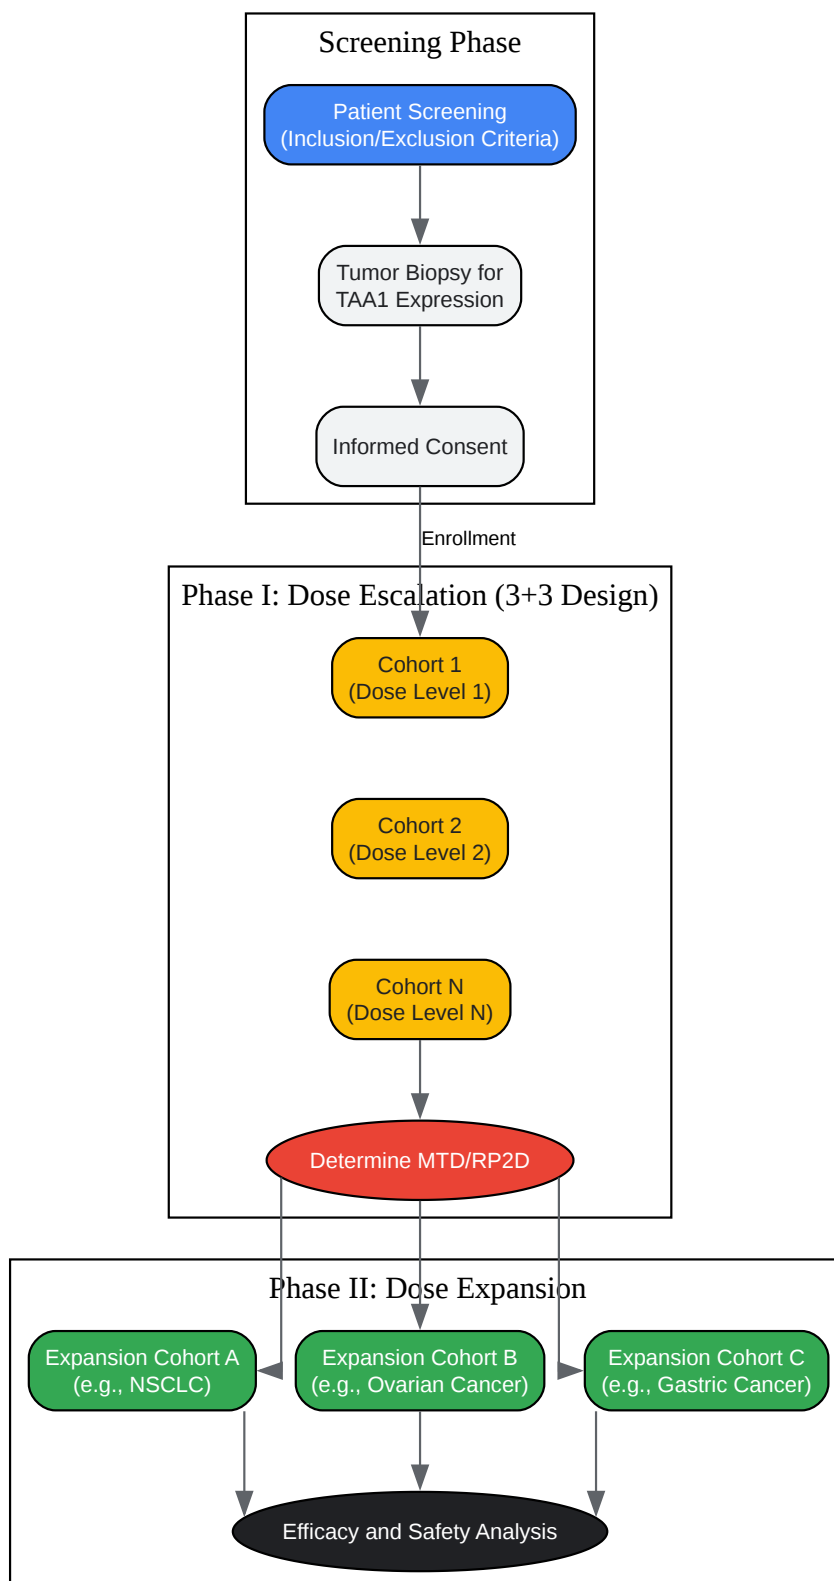 Screening Phase
Patient Screening
(Inclusion/Exclusion Criteria)
Tumor Biopsy for
TAA1 Expression
Informed Consent
Enrollment
Phase I: Dose Escalation (3+3 Design)
Cohort 1
(Dose Level 1)
Cohort 2
(Dose Level 2)
Cohort N
(Dose Level N)
Determine MTD/RP2D
Phase II: Dose Expansion
Expansion Cohort A
(e.g., NSCLC)
Expansion Cohort B
(e.g., Ovarian Cancer)
Expansion Cohort C
(e.g., Gastric Cancer)
Efficacy and Safety Analysis